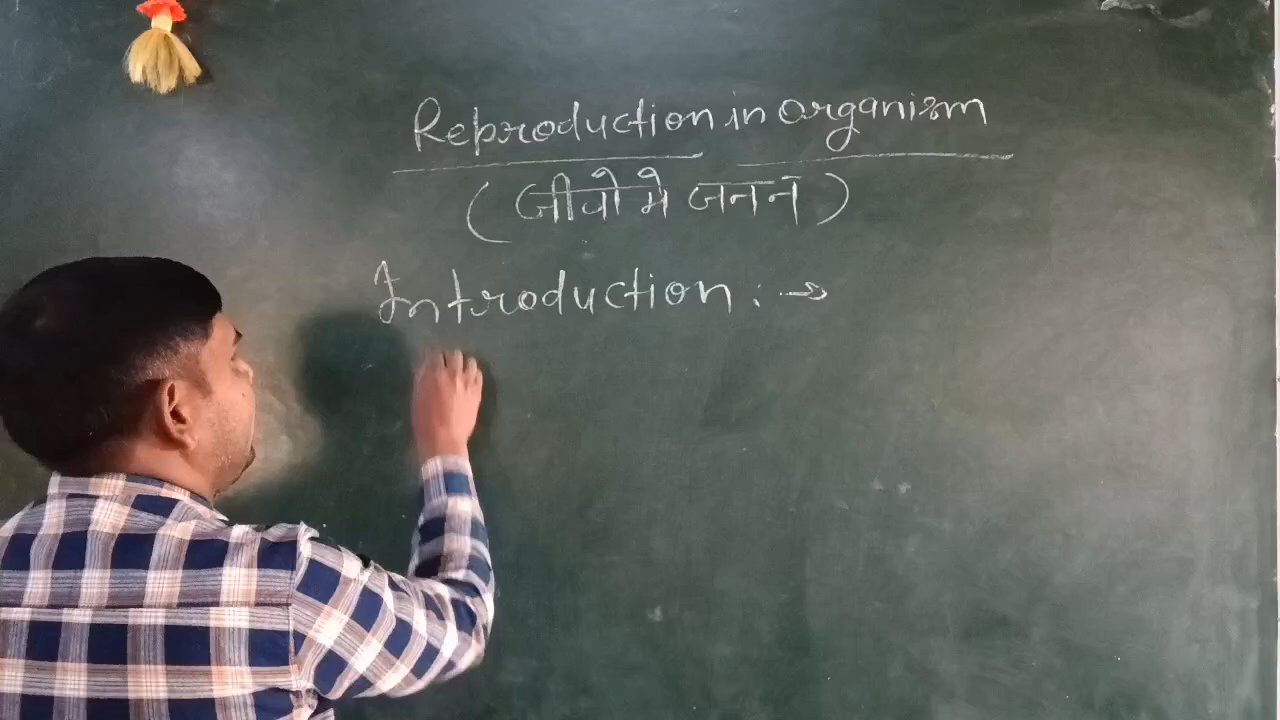 Reproduction in organism
( जीवो मे जनन )
Introduction : →